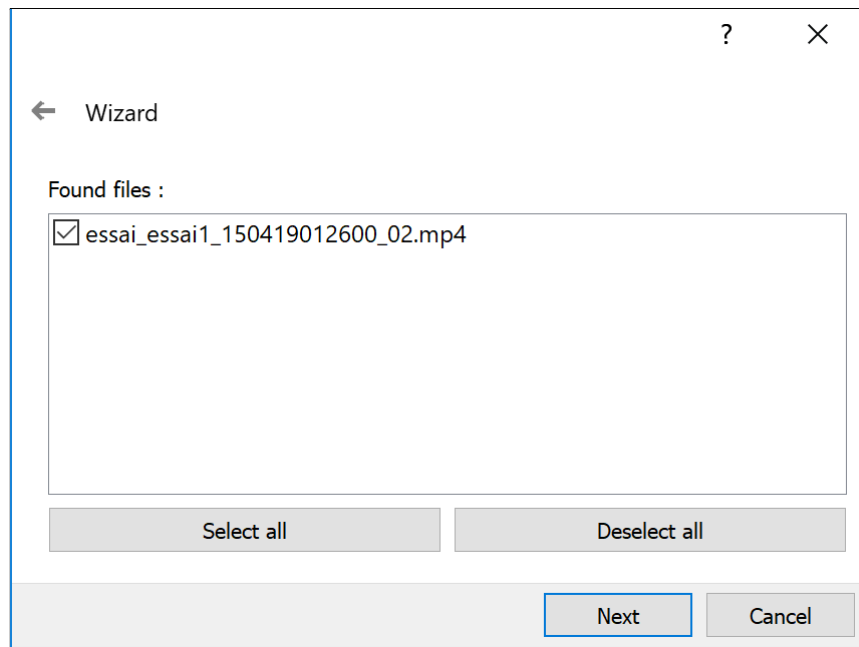 ?
Wizard
Found files :
essai_essai1_150419012600_02.mp4
Select all Deselect all
Next Cancel